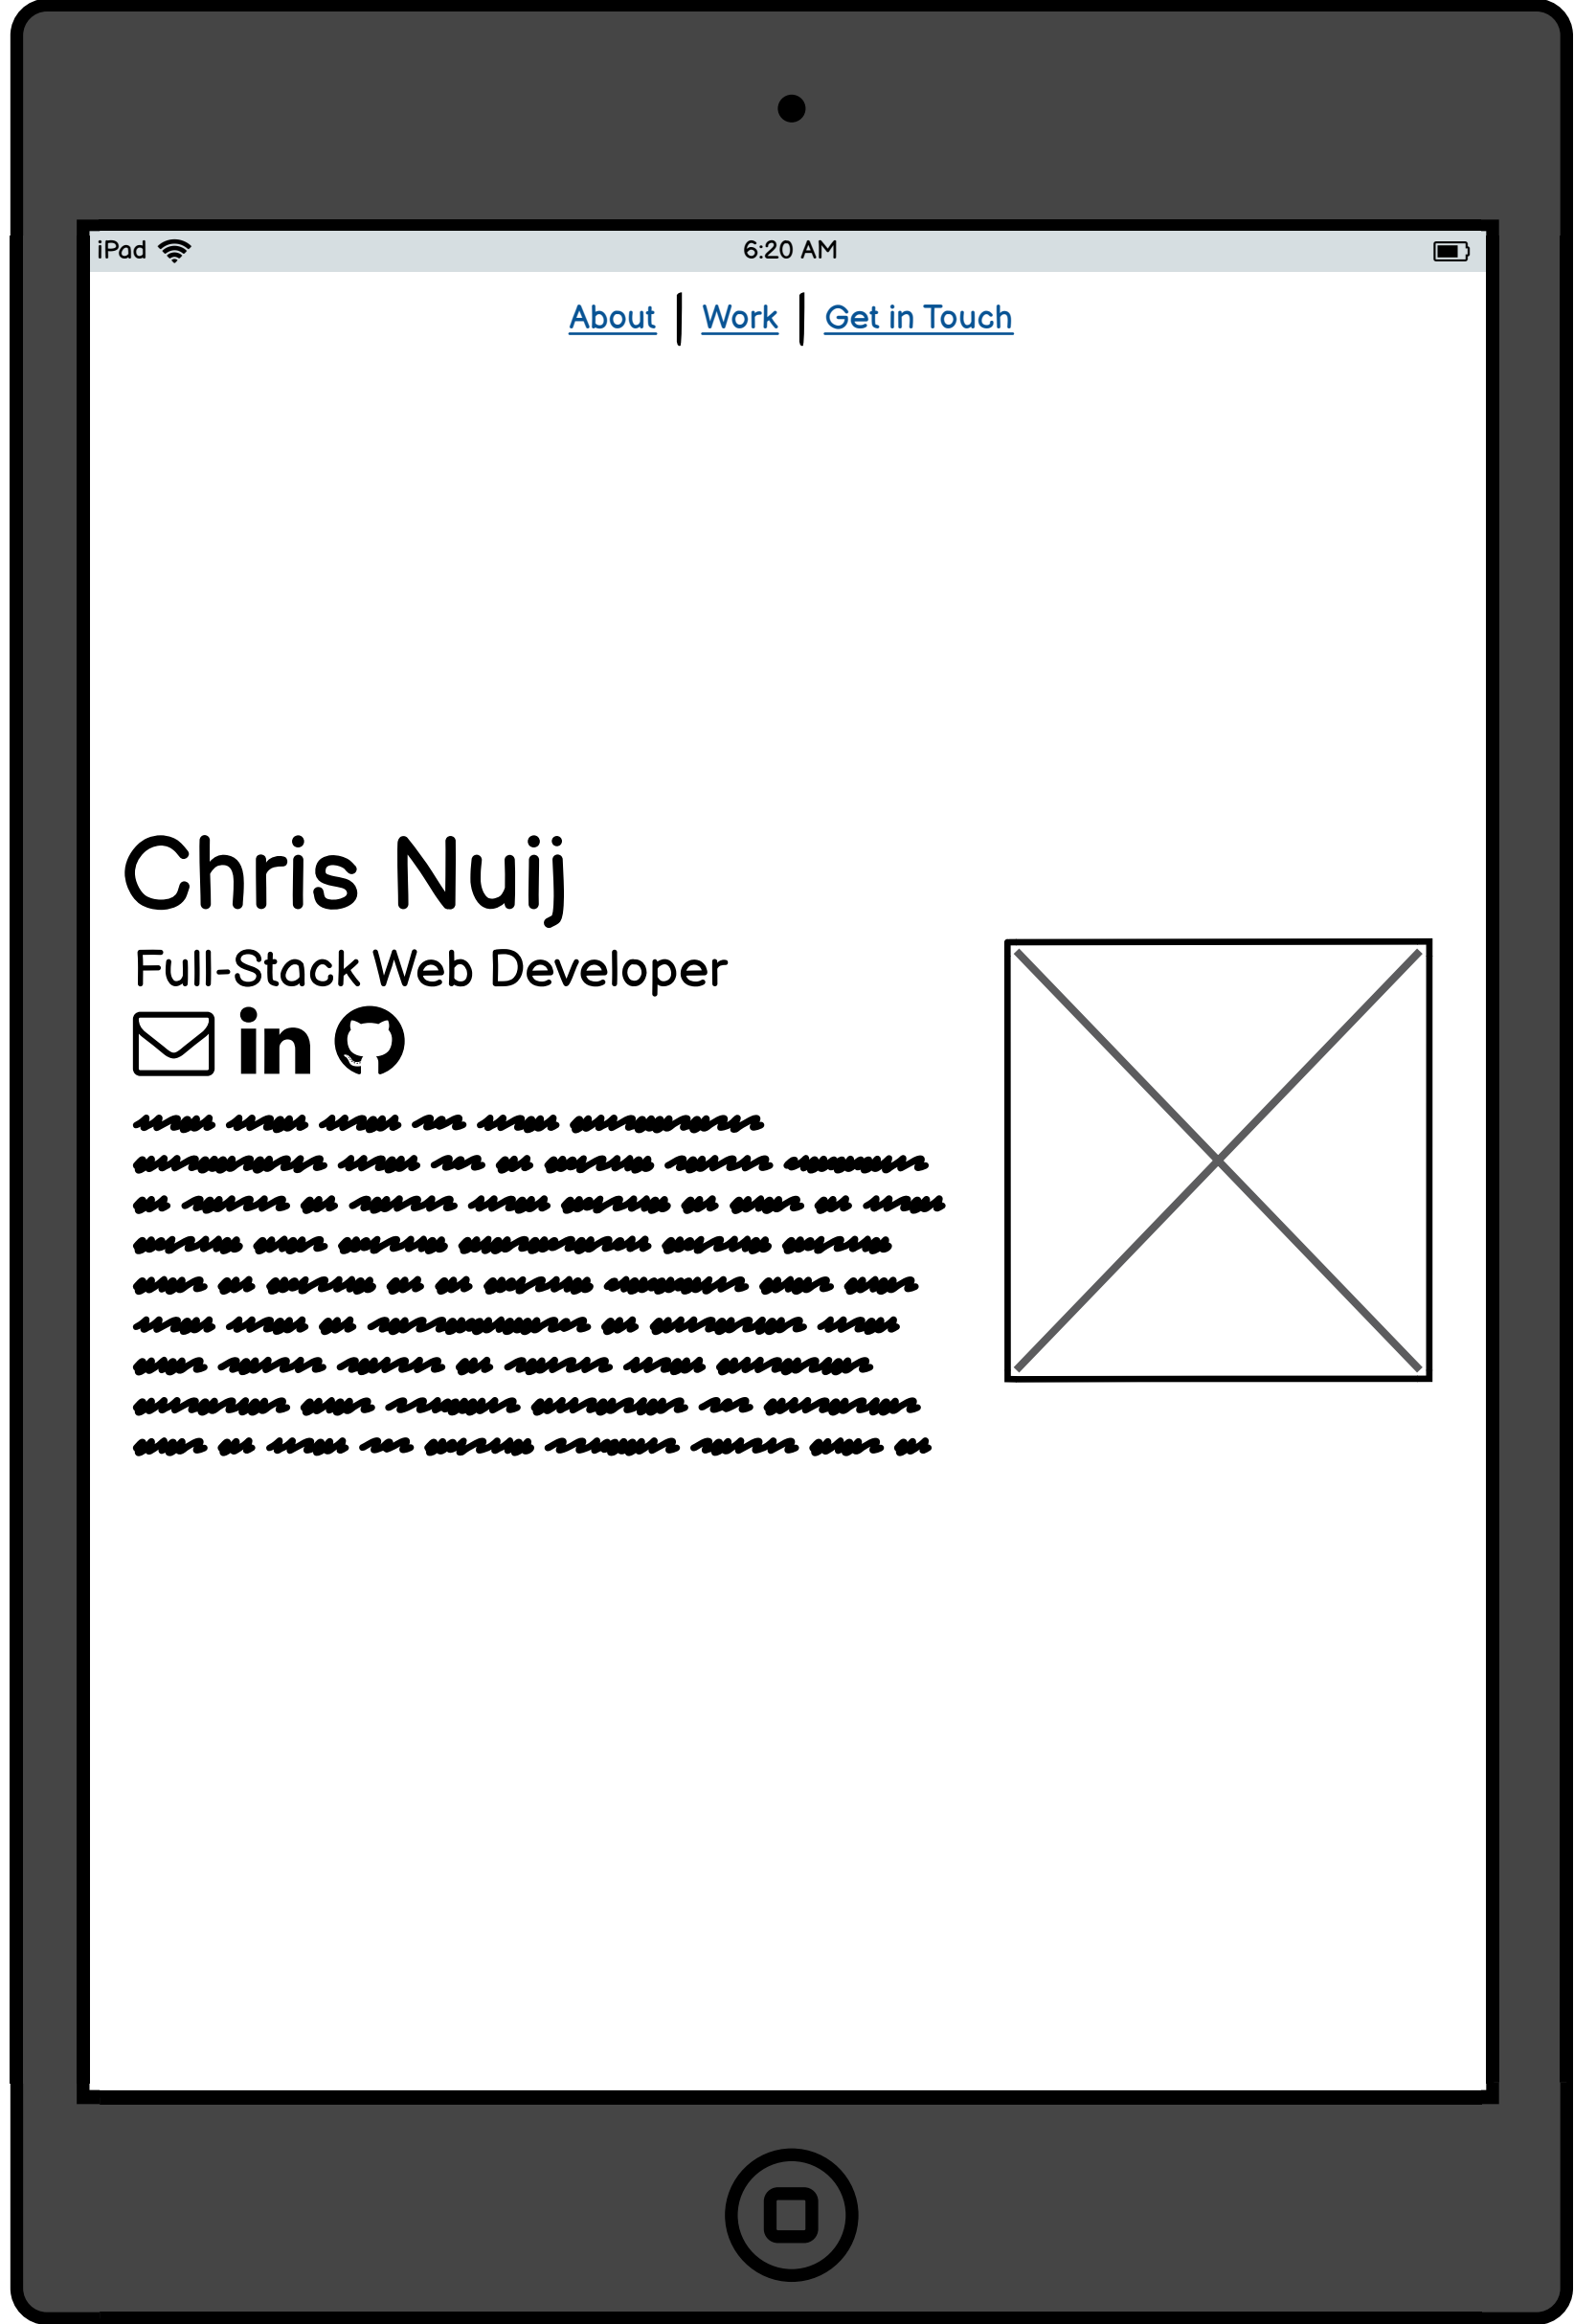 iPad 6:20 AM
About | Work | Get in Touch
Chris Nuij
Full-Stack Web Developer
in